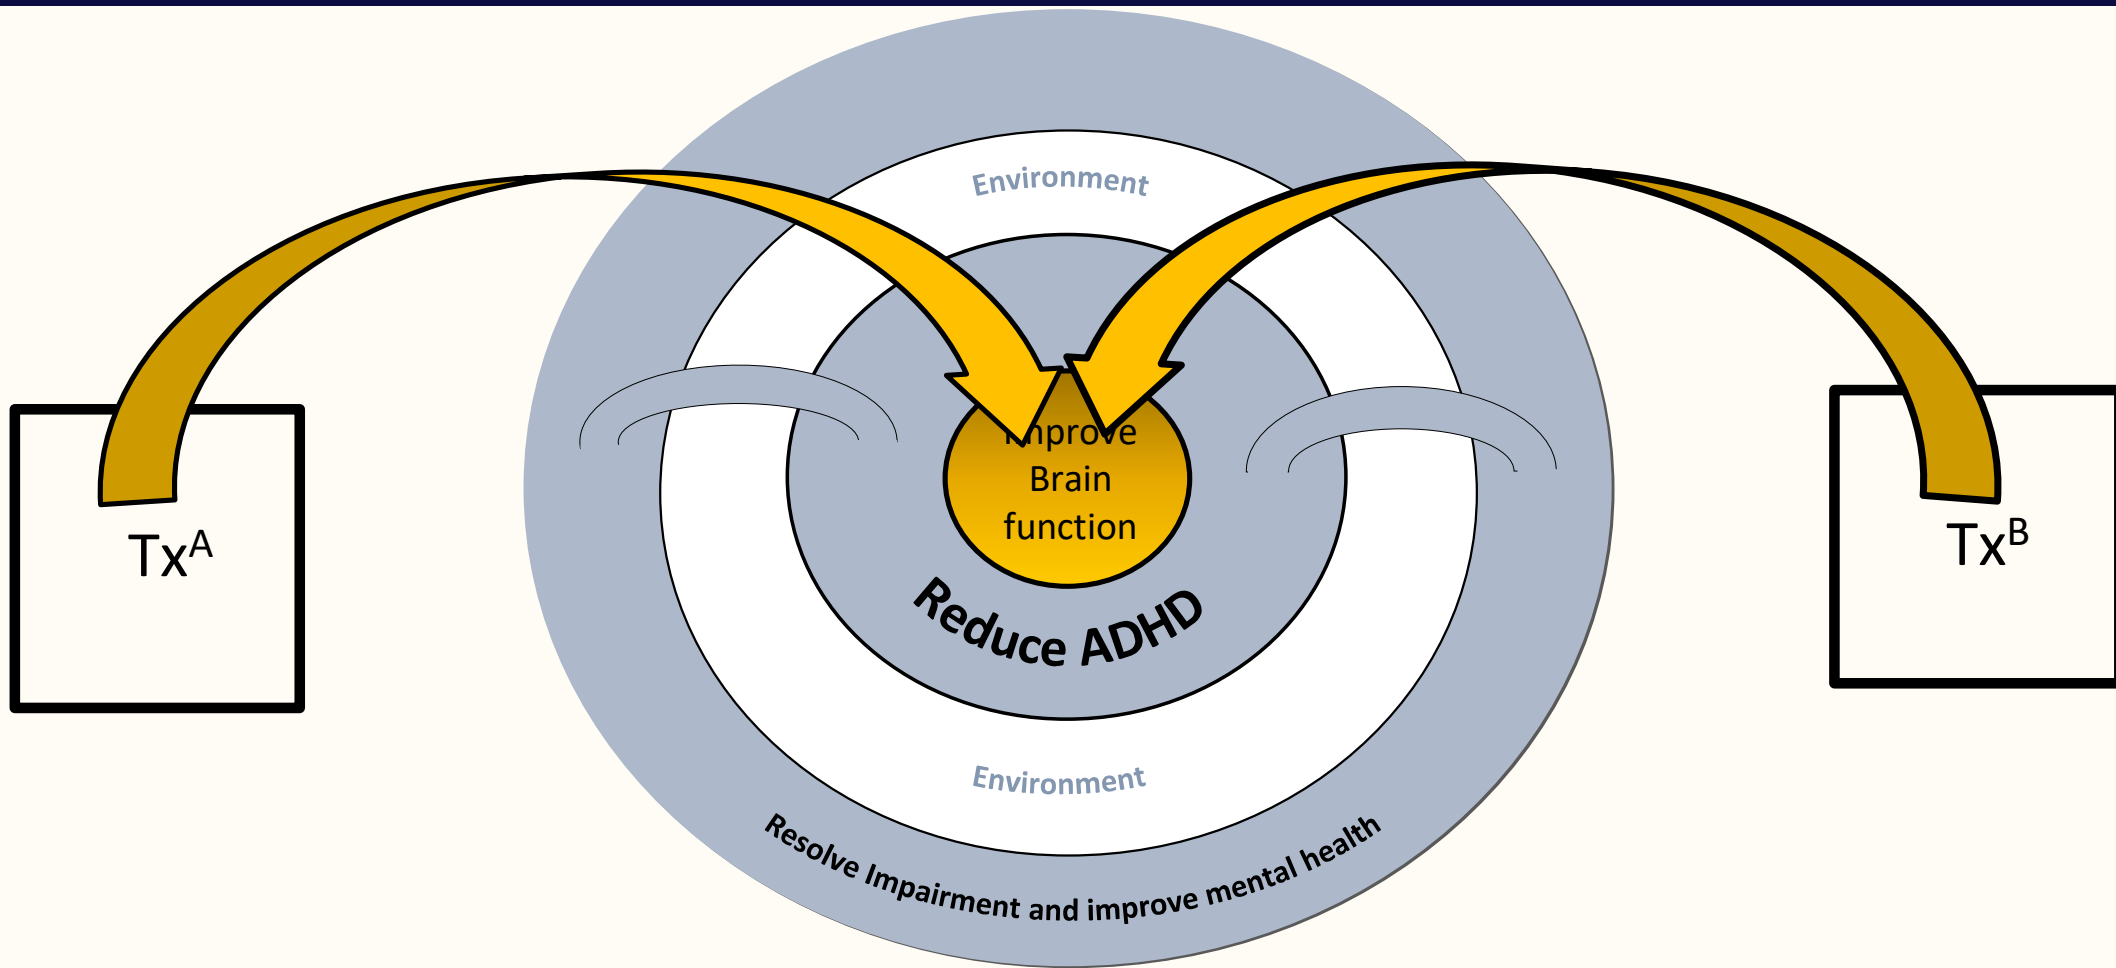 Environment
Improve
Brain
function
Tx^A
Tx^B
Reduce ADHD
Environment
Resolve Impairment and improve mental health